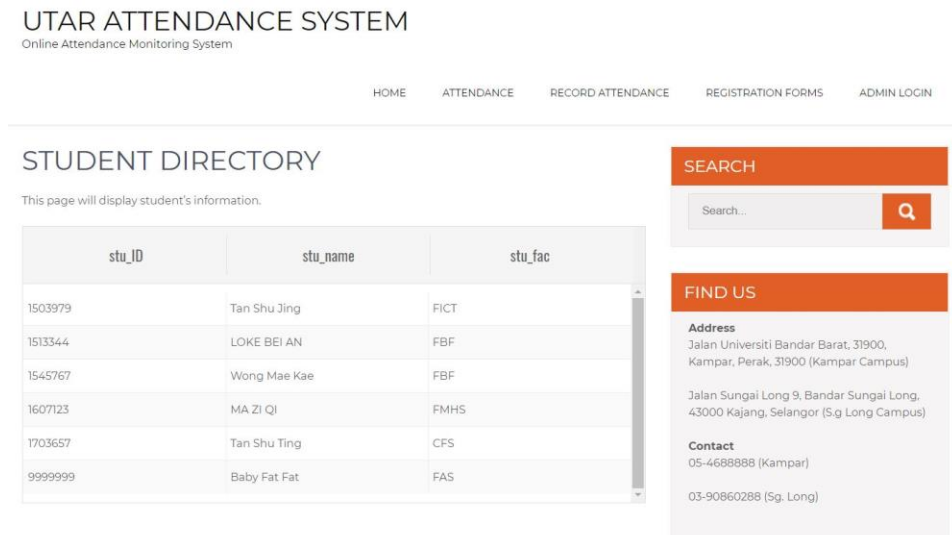 UTAR ATTENDANCE SYSTEM
Online Attendance Monitoring System
HOME ATTENDANCE RECORD ATTENDANCE REGISTRATION FORMS ADMIN LOGIN
STUDENT DIRECTORY
This page will display student's information.
stu_ID stu_name stu_fac
1503979 Tan Shu Jing FICT
1513344 LOKE BEI AN FBF
1545767 Wong Mae Kae FBF
1607123 MA ZI QI FMHS
1703657 Tan Shu Ting CFS
9999999 Baby Fat Fat FAS
SEARCH
Search...
FIND US
Address
Jalan Universiti Bandar Barat, 31900,
Kampar, Perak, 31900 (Kampar Campus)
Jalan Sungai Long 9, Bandar Sungai Long,
43000 Kajang, Selangor (S.g Long Campus)
Contact
05-4688888 (Kampar)
03-90860288 (Sg. Long)